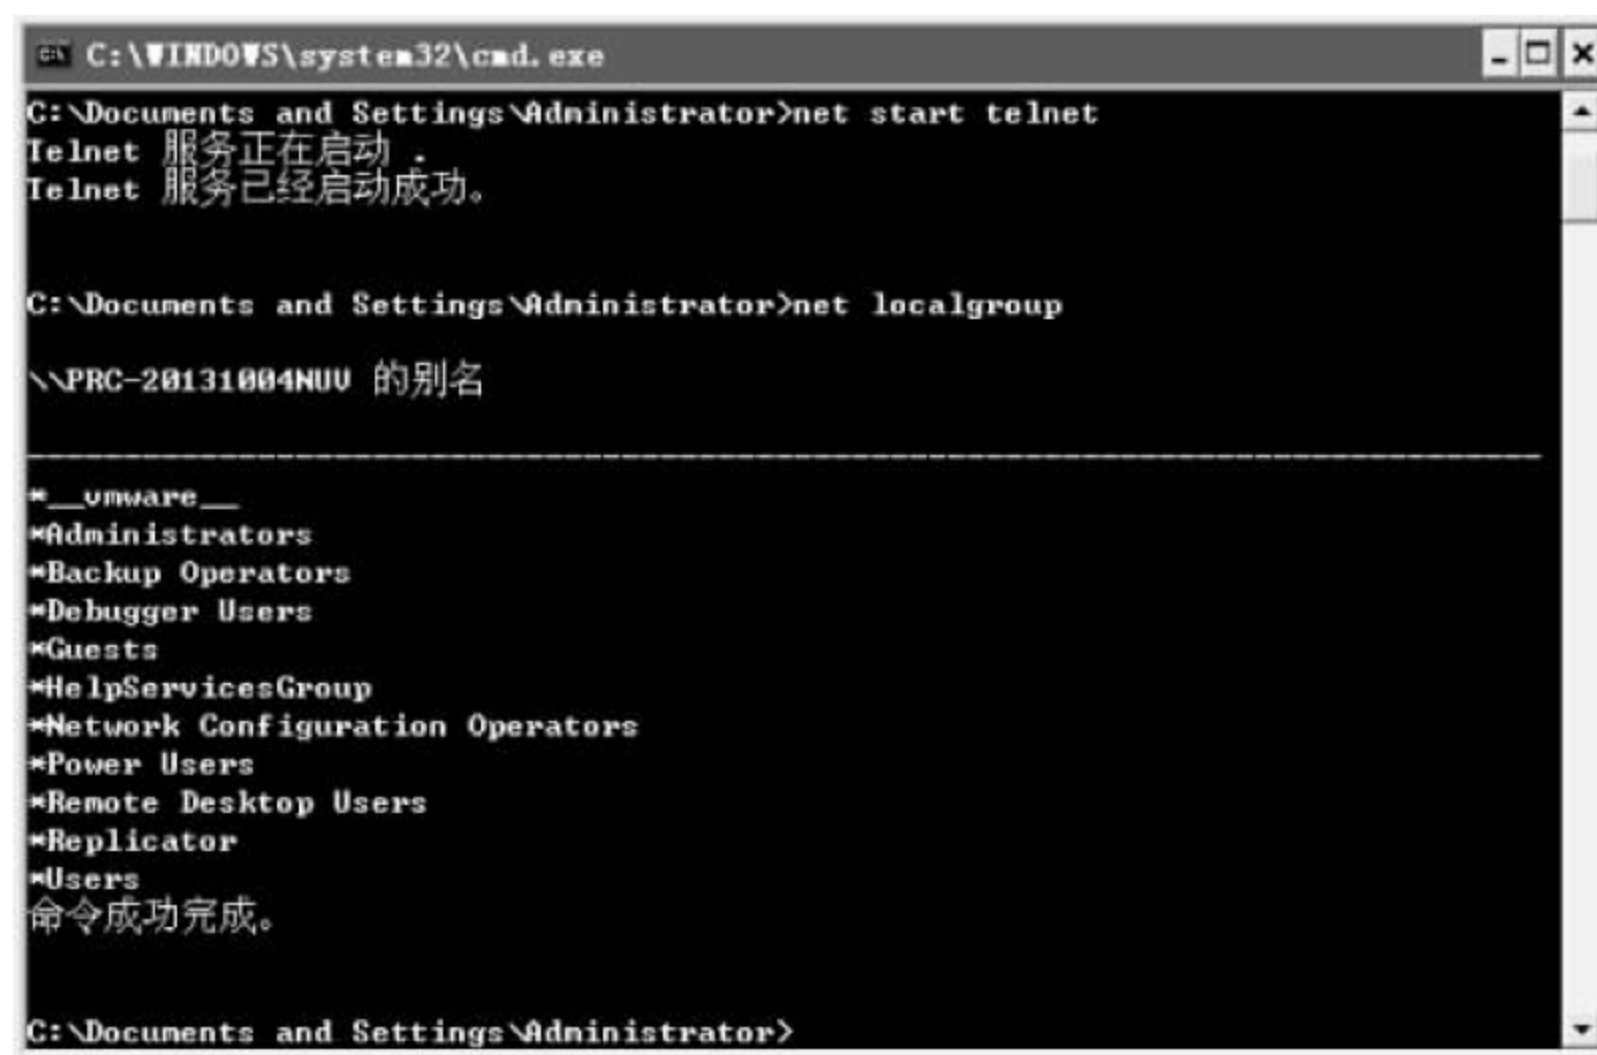 C:\WINDOWS\system32\cmd.exe
C:\Documents and Settings\Administrator>net start telnet
Telnet 服务正在启动 .
Telnet 服务已经启动成功。
C:\Documents and Settings\Administrator>net localgroup
\\PRC-20131004NUV 的别名
-------------------------------------------------------------------------------
*__vmware__
*Administrators
*Backup Operators
*Debugger Users
*Guests
*HelpServicesGroup
*Network Configuration Operators
*Power Users
*Remote Desktop Users
*Replicator
*Users
命令成功完成。
C:\Documents and Settings\Administrator>